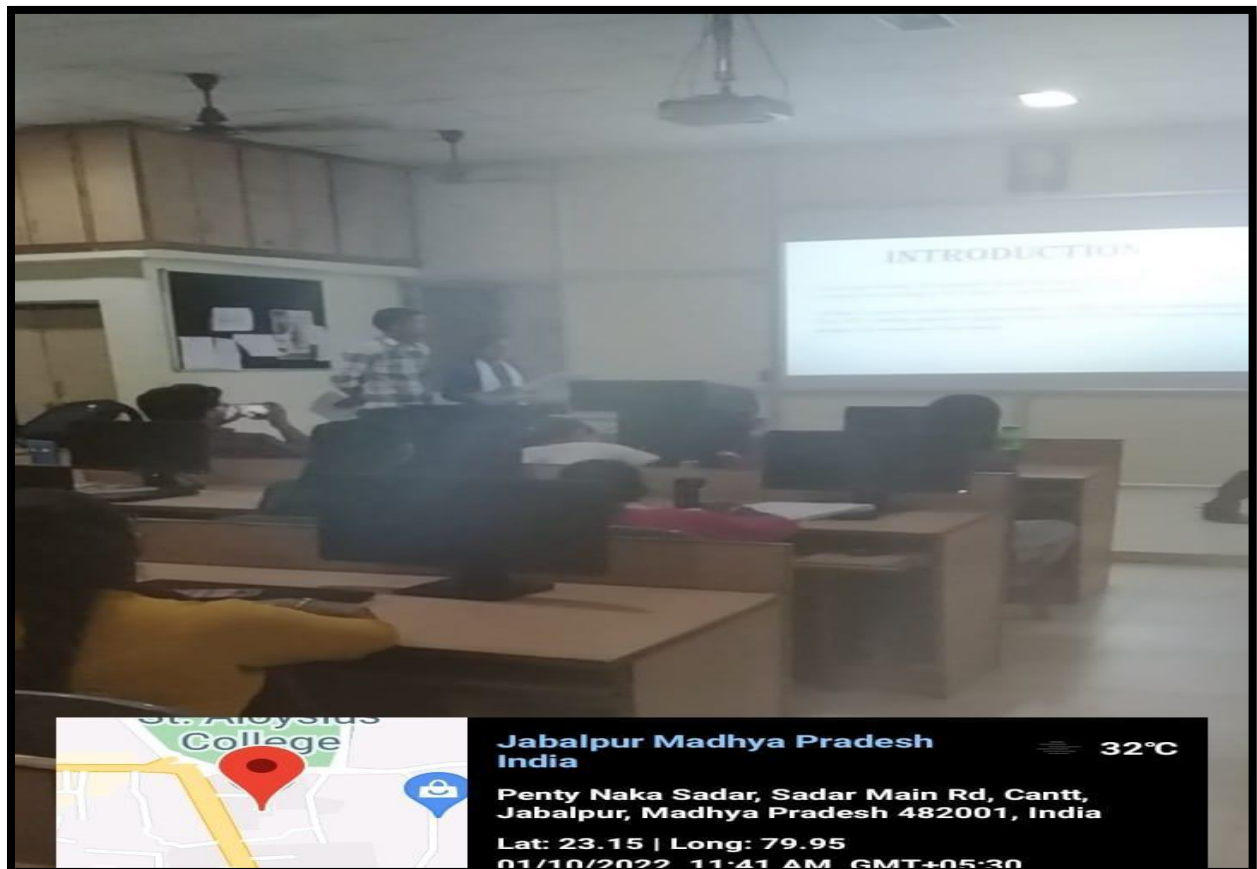 INTRODUCTION
St. Aloysius
College
Jabalpur Madhya Pradesh
India
32°C
Penty Naka Sadar, Sadar Main Rd, Cantt,
Jabalpur, Madhya Pradesh 482001, India
Lat: 23.15 | Long: 79.95
01/10/2022 11:41 AM GMT+05:30